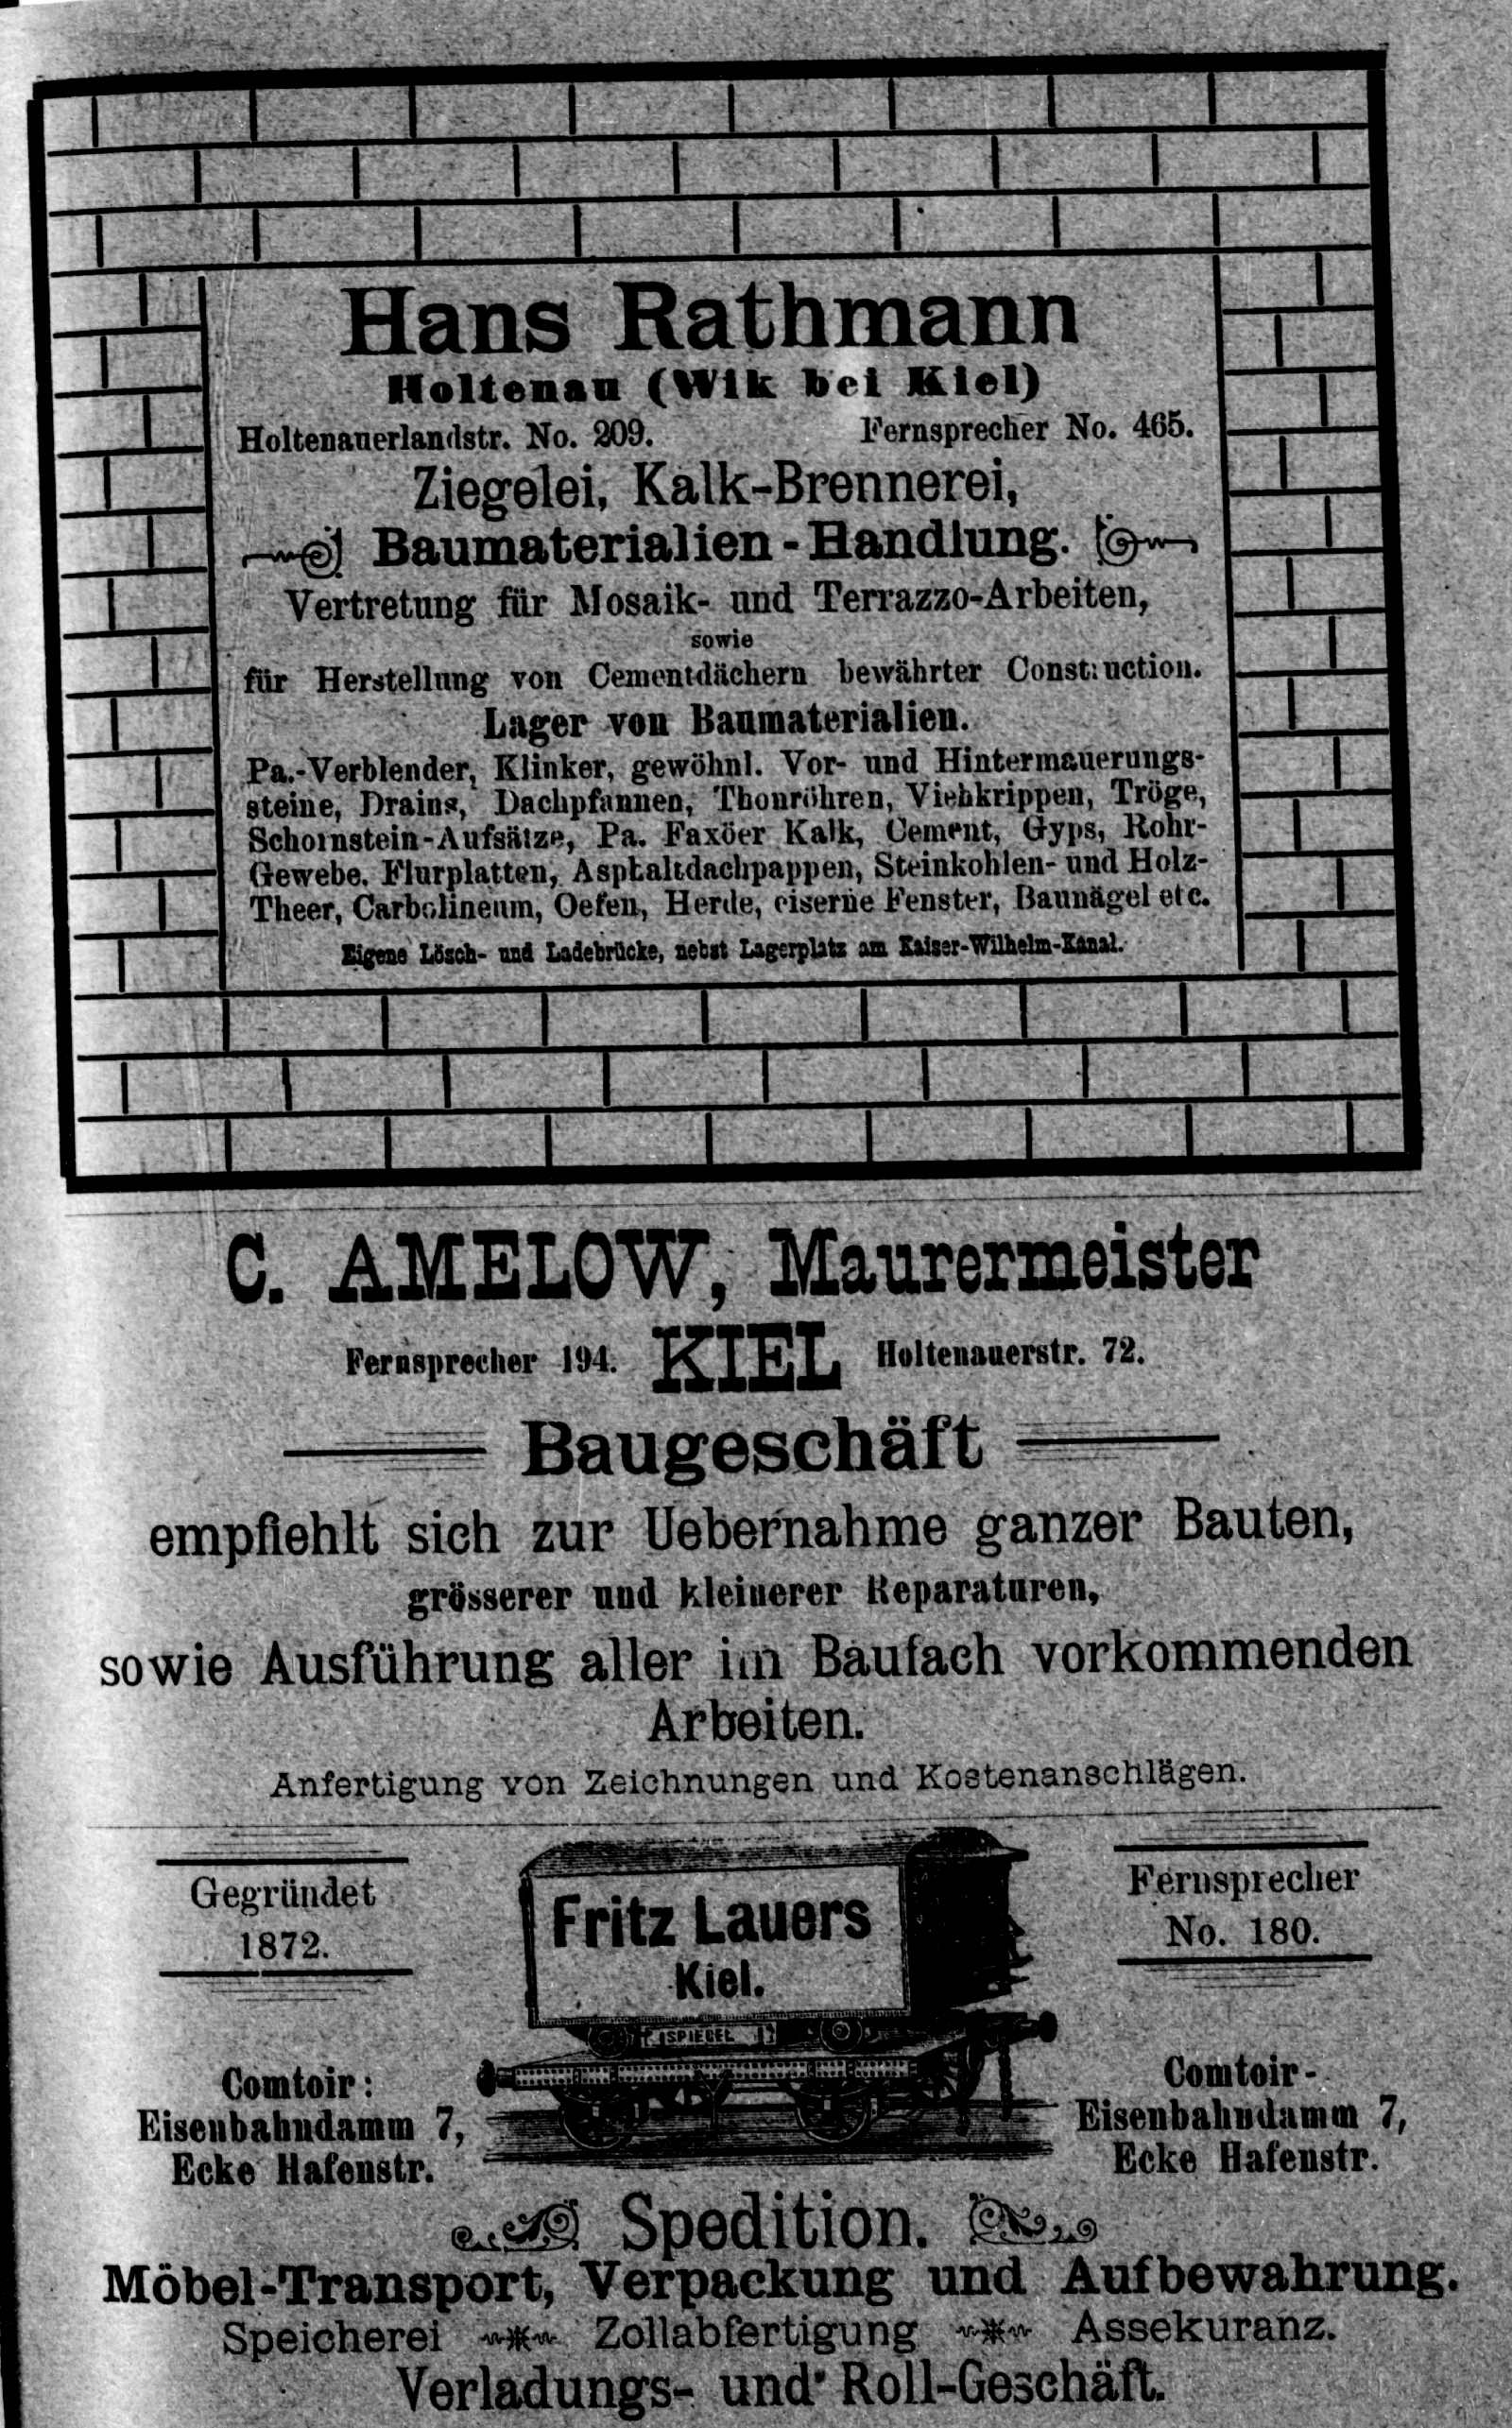 Hans Rathmann
Holtenau (Wik bei Kiel)
Holtenauerlandstr. No. 209. Fernsprecher No. 465.
Ziegelei, Kalk-Brennerei,
Baumaterialien-Handlung.
Vertretung für Mosaik- und Terrazzo-Arbeiten,
sowie
für Herstellung von Cementdächern bewährter Construction.
Lager von Baumaterialien.
Pa.-Verblender, Klinker, gewöhnl. Vor- und Hintermauerungs-
steine, Drains, Dachpfannen, Thonröhren, Viehkrippen, Tröge,
Schornstein-Aufsätze, Pa. Faxöer Kalk, Cement, Gyps, Rohr-
Gewebe. Flurplatten, Asphaltdachpappen, Steinkohlen- und Holz-
Theer, Carbolineum, Oefen, Herde, eiserne Fenster, Baunägel etc.
Eigene Lösch- und Ladebrücke, nebst Lagerplatz am Kaiser-Wilhelm-Kanal.
C. AMELOW, Maurermeister
Fernsprecher 194. KIEL Holtenauerstr. 72.
Baugeschäft
empfiehlt sich zur Uebernahme ganzer Bauten,
grösserer und kleinerer Reparaturen,
sowie Ausführung aller im Baufach vorkommenden
Arbeiten.
Anfertigung von Zeichnungen und Kostenanschlägen.
Gegründet
1872.
Fritz Lauers
Kiel.
SPIEGEL
Fernsprecher
No. 180.
Comtoir:
Eisenbahndamm 7,
Ecke Hafenstr.
Comtoir-
Eisenbahndamm 7,
Ecke Hafenstr.
Spedition.
Möbel-Transport, Verpackung und Aufbewahrung.
Speicherei Zollabfertigung Assekuranz.
Verladungs- und Roll-Geschäft.